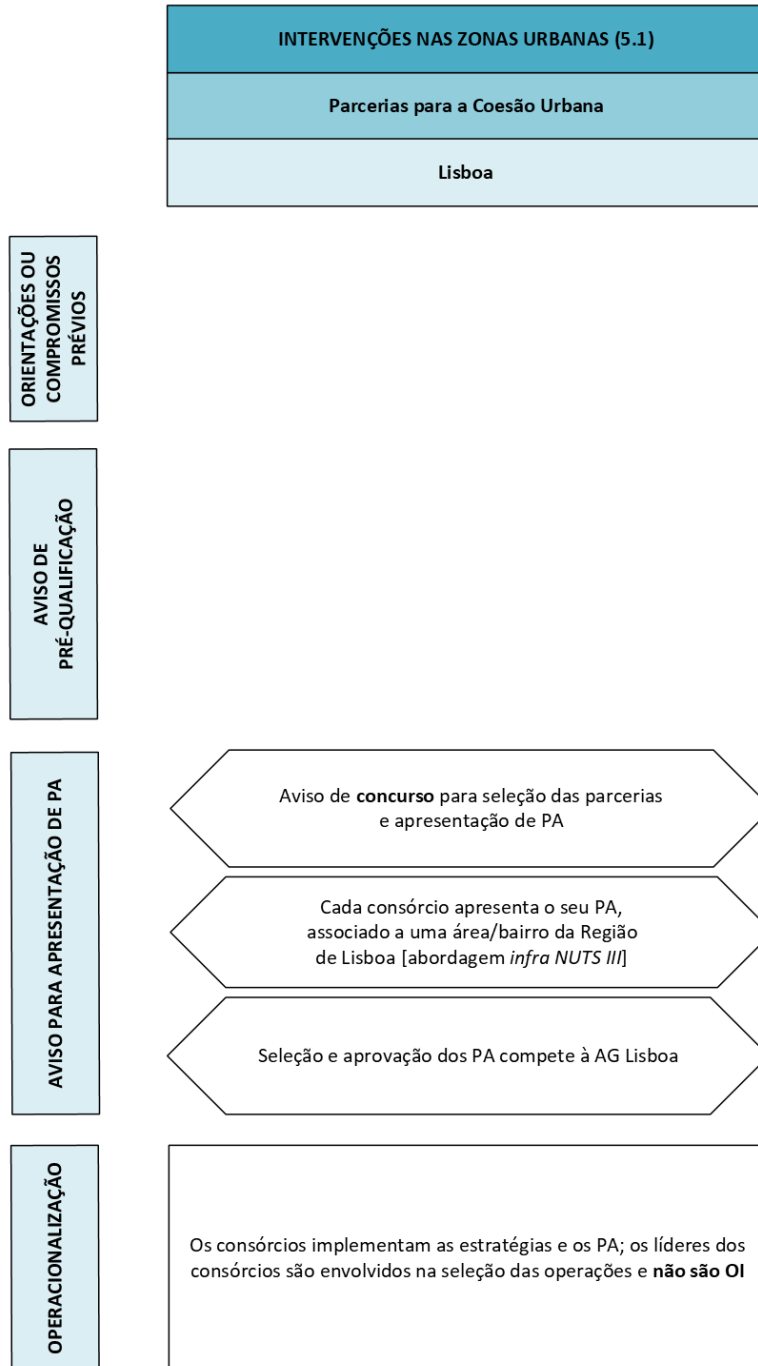 INTERVENÇÕES NAS ZONAS URBANAS (5.1)
Parcerias para a Coesão Urbana
Lisboa
ORIENTAÇÕES OU
COMPROMISSOS
PRÉVIOS
AVISO DE
PRÉ-QUALIFICAÇÃO
AVISO PARA APRESENTAÇÃO DE PA
Aviso de concurso para seleção das parcerias
e apresentação de PA
Cada consórcio apresenta o seu PA,
associado a uma área/bairro da Região
de Lisboa [abordagem infra NUTS III]
Seleção e aprovação dos PA compete à AG Lisboa
OPERACIONALIZAÇÃO
Os consórcios implementam as estratégias e os PA; os líderes dos
consórcios são envolvidos na seleção das operações e não são OI